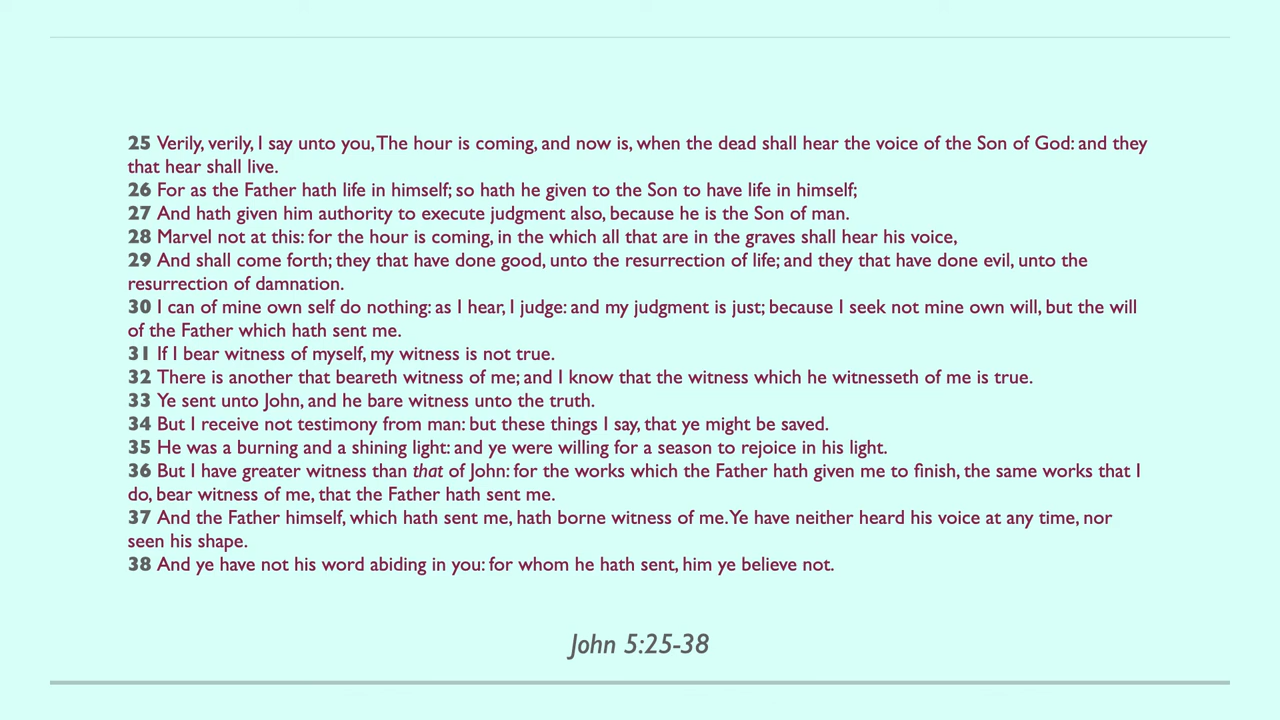 25 Verily, verily, I say unto you, The hour is coming, and now is, when the dead shall hear the voice of the Son of God: and they
that hear shall live.
26 For as the Father hath life in himself; so hath he given to the Son to have life in himself;
27 And hath given him authority to execute judgment also, because he is the Son of man.
28 Marvel not at this: for the hour is coming, in the which all that are in the graves shall hear his voice,
29 And shall come forth; they that have done good, unto the resurrection of life; and they that have done evil, unto the
resurrection of damnation.
30 I can of mine own self do nothing: as I hear, I judge: and my judgment is just; because I seek not mine own will, but the will
of the Father which hath sent me.
31 If I bear witness of myself, my witness is not true.
32 There is another that beareth witness of me; and I know that the witness which he witnesseth of me is true.
33 Ye sent unto John, and he bare witness unto the truth.
34 But I receive not testimony from man: but these things I say, that ye might be saved.
35 He was a burning and a shining light: and ye were willing for a season to rejoice in his light.
36 But I have greater witness than that of John: for the works which the Father hath given me to finish, the same works that I
do, bear witness of me, that the Father hath sent me.
37 And the Father himself, which hath sent me, hath borne witness of me. Ye have neither heard his voice at any time, nor
seen his shape.
38 And ye have not his word abiding in you: for whom he hath sent, him ye believe not.
John 5:25-38